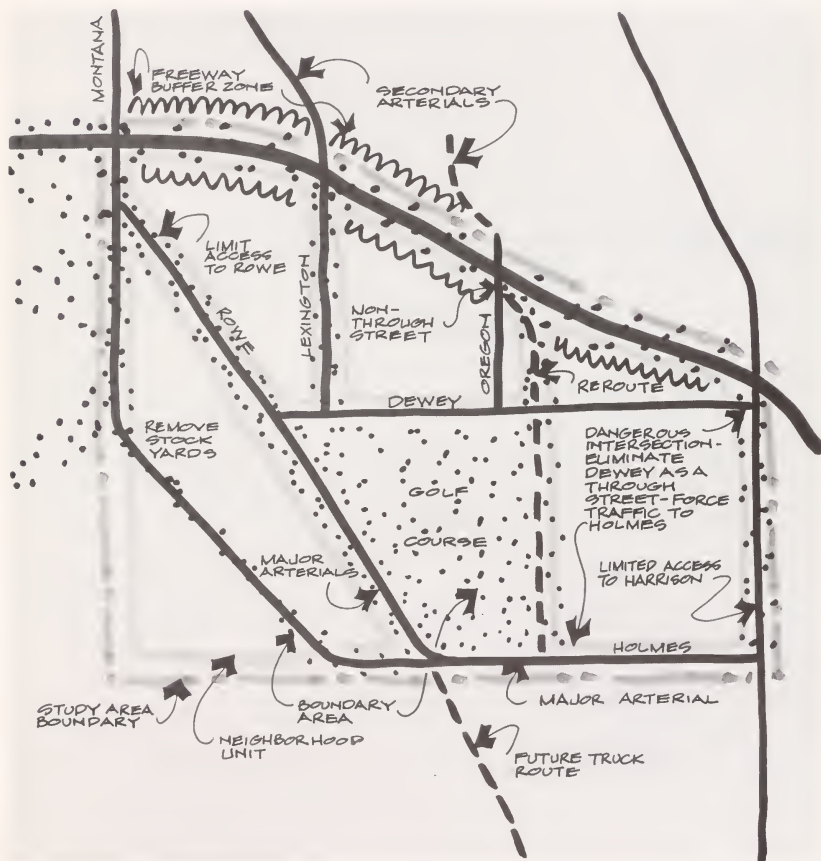 MONTANA
FREEWAY
BUFFER ZONE
SECONDARY
ARTERIALS
LIMIT
ACCESS
TO ROWE
ROWE
LEXINGTON
NON-
THROUGH
STREET
OREGON
REROUTE
DEWEY
REMOVE
STOCK
YARDS
GOLF
COURSE
DANGEROUS
INTERSECTION-
ELIMINATE
DEWEY AS A
THROUGH
STREET-FORCE
TRAFFIC TO
HOLMES
MAJOR
ARTERIALS
LIMITED ACCESS
TO HARRISON
HOLMES
STUDY AREA
BOUNDARY
NEIGHBORHOOD
UNIT
BOUNDARY
AREA
MAJOR ARTERIAL
FUTURE TRUCK
ROUTE